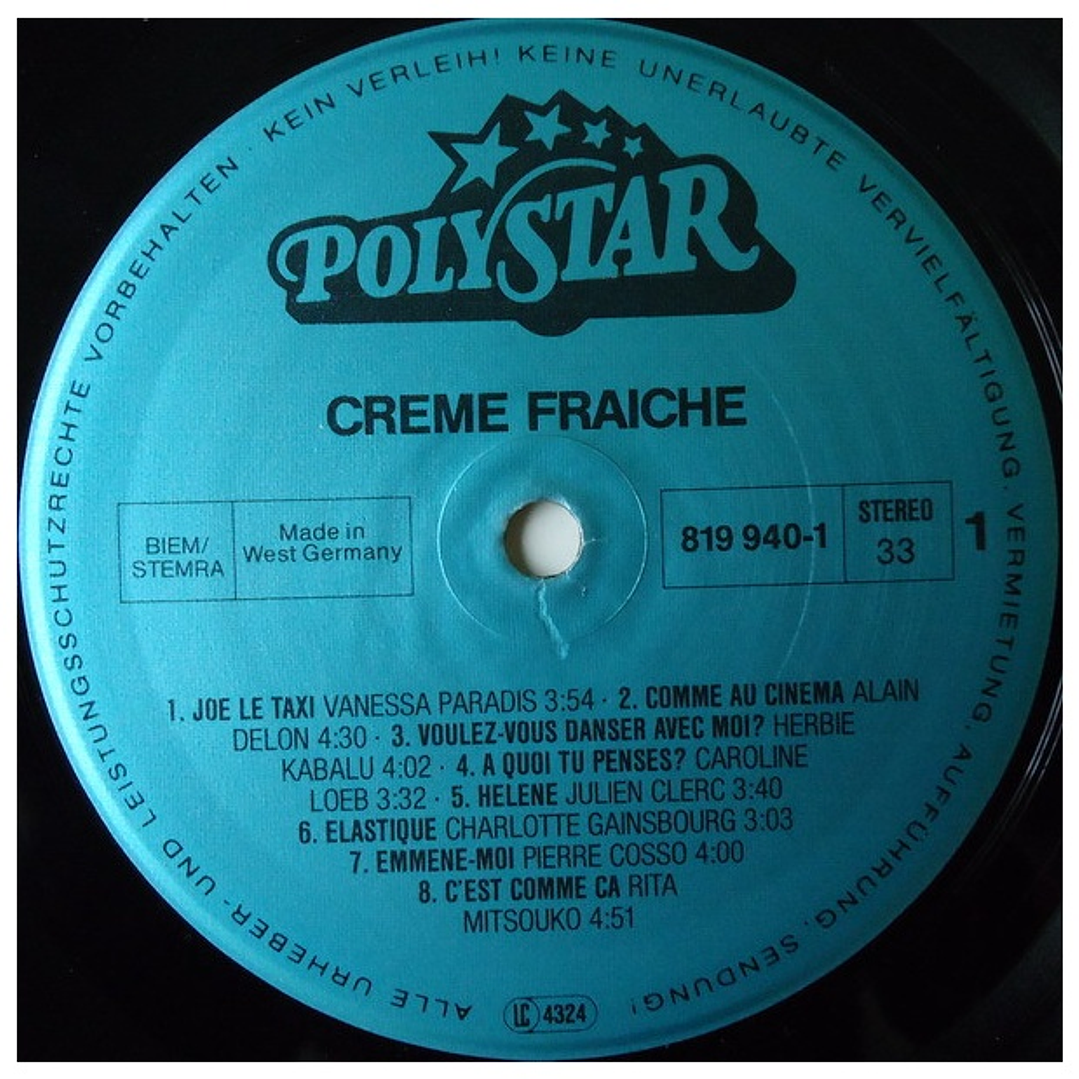 ALLE URHEBER- UND LEISTUNGSSCHUTZRECHTE VORBEHALTEN · KEIN VERLEIH! KEINE UNERLAUBTE VERVIELFÄLTIGUNG, VERMIETUNG, AUFFÜHRUNG, SENDUNG!
POLYSTAR
CREME FRAICHE
BIEM/
STEMRA
Made in
West Germany
819 940-1
STEREO
33
1
1. JOE LE TAXI VANESSA PARADIS 3:54 · 2. COMME AU CINEMA ALAIN
DELON 4:30 · 3. VOULEZ-VOUS DANSER AVEC MOI? HERBIE
KABALU 4:02 · 4. A QUOI TU PENSES? CAROLINE
LOEB 3:32 · 5. HELENE JULIEN CLERC 3:40
6. ELASTIQUE CHARLOTTE GAINSBOURG 3:03
7. EMMENE-MOI PIERRE COSSO 4:00
8. C'EST COMME CA RITA
MITSOUKO 4:51
LC 4324